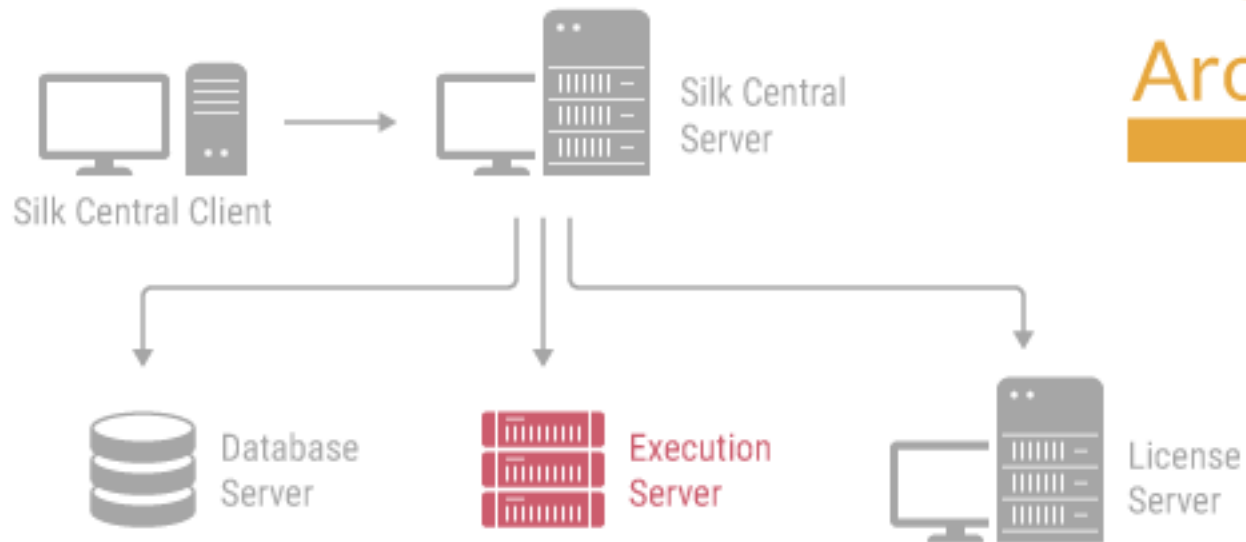 Silk Central
Server
Silk Central Client
Database
Server
Execution
Server
License
Server